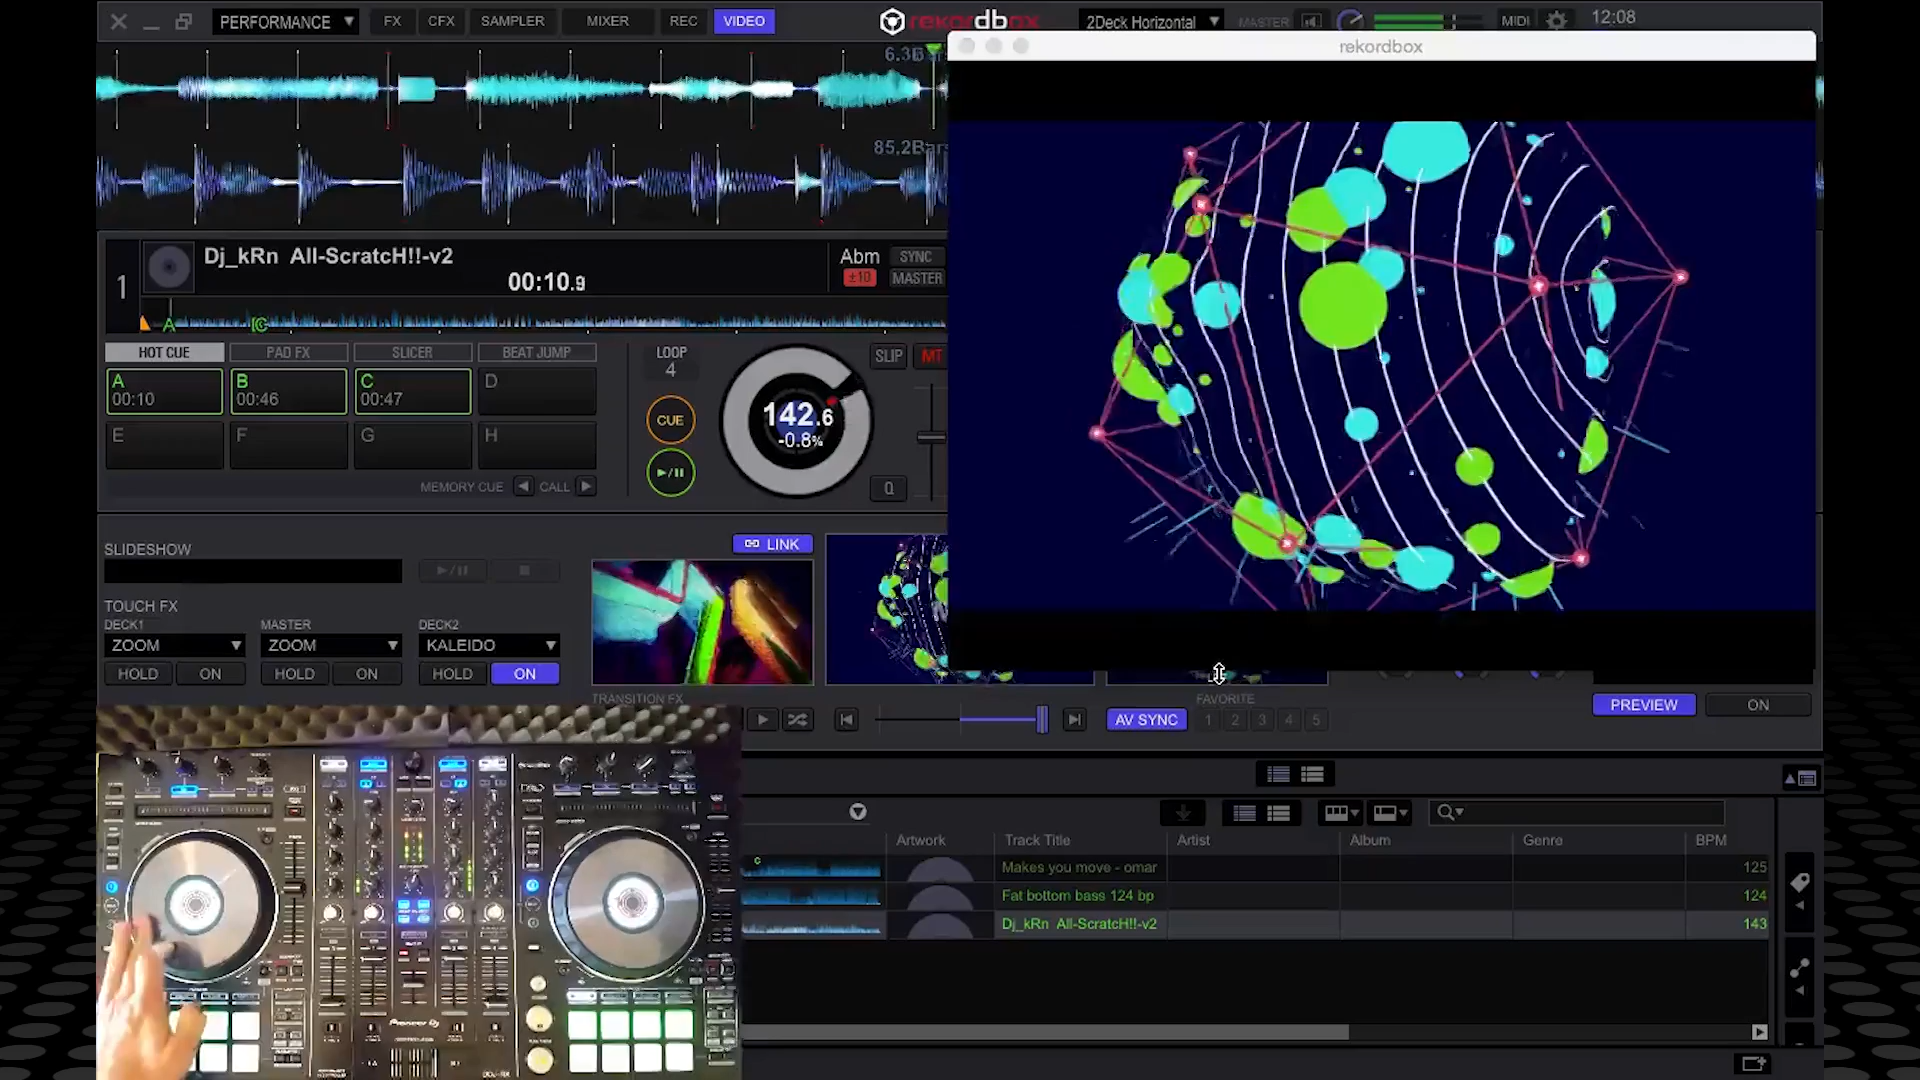 PERFORMANCE
FX
CFX
SAMPLER
MIXER
REC
VIDEO
rekordbox
2Deck Horizontal
MASTER
MIDI
12:08
rekordbox
85.2Bars
1
Dj_kRn All-ScratcH!!-v2
00:10.9
Abm
SYNC
±10
MASTER
A
C
HOT CUE
PAD FX
SLICER
BEAT JUMP
A
00:10
B
00:46
C
00:47
D
E
F
G
H
MEMORY CUE
CALL
LOOP
4
CUE
142.6
-0.8%
SLIP
MT
Q
SLIDESHOW
LINK
TOUCH FX
DECK1
MASTER
DECK2
ZOOM
ZOOM
KALEIDO
HOLD
ON
HOLD
ON
HOLD
ON
TRANSITION FX
AV SYNC
FAVORITE
1 2 3 4 5
PREVIEW
ON
Artwork
Track Title
Artist
Album
Genre
BPM
Makes you move - omar
125
Fat bottom bass 124 bp
124
Dj_kRn All-ScratcH!!-v2
143
Pioneer Dj